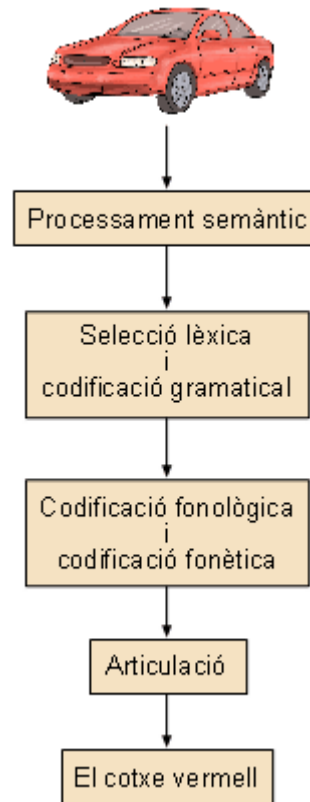 Processament semàntic
Selecció lèxica
i
codificació gramatical
Codificació fonològica
i
codificació fonètica
Articulació
El cotxe vermell